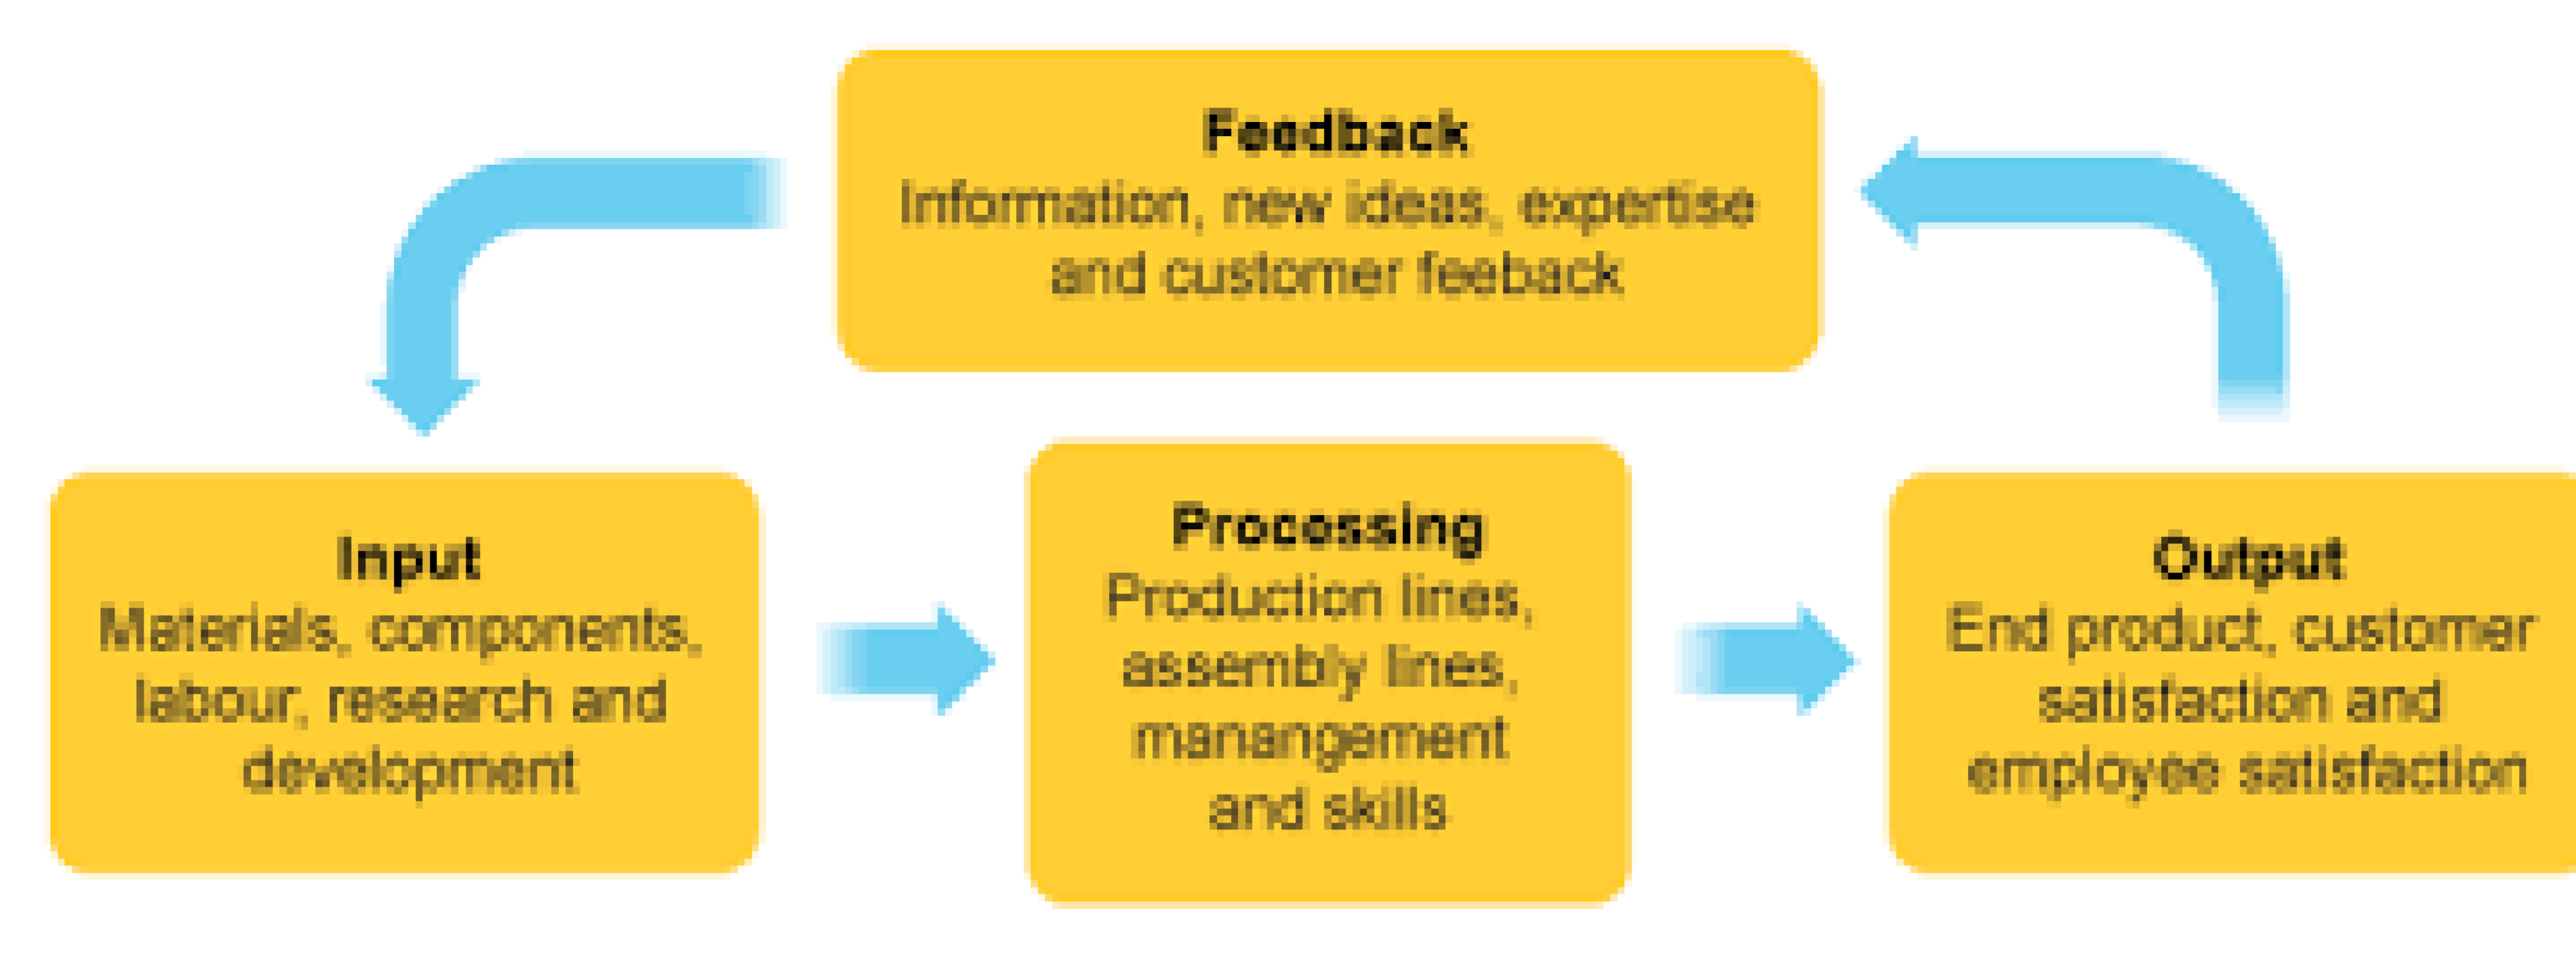 Feedback
Information, new ideas, expertise
and customer feeback
Input
Materials, components,
labour, research and
development
Processing
Production lines,
assembly lines,
manangement
and skills
Output
End product, customer
satisfaction and
employee satisfaction